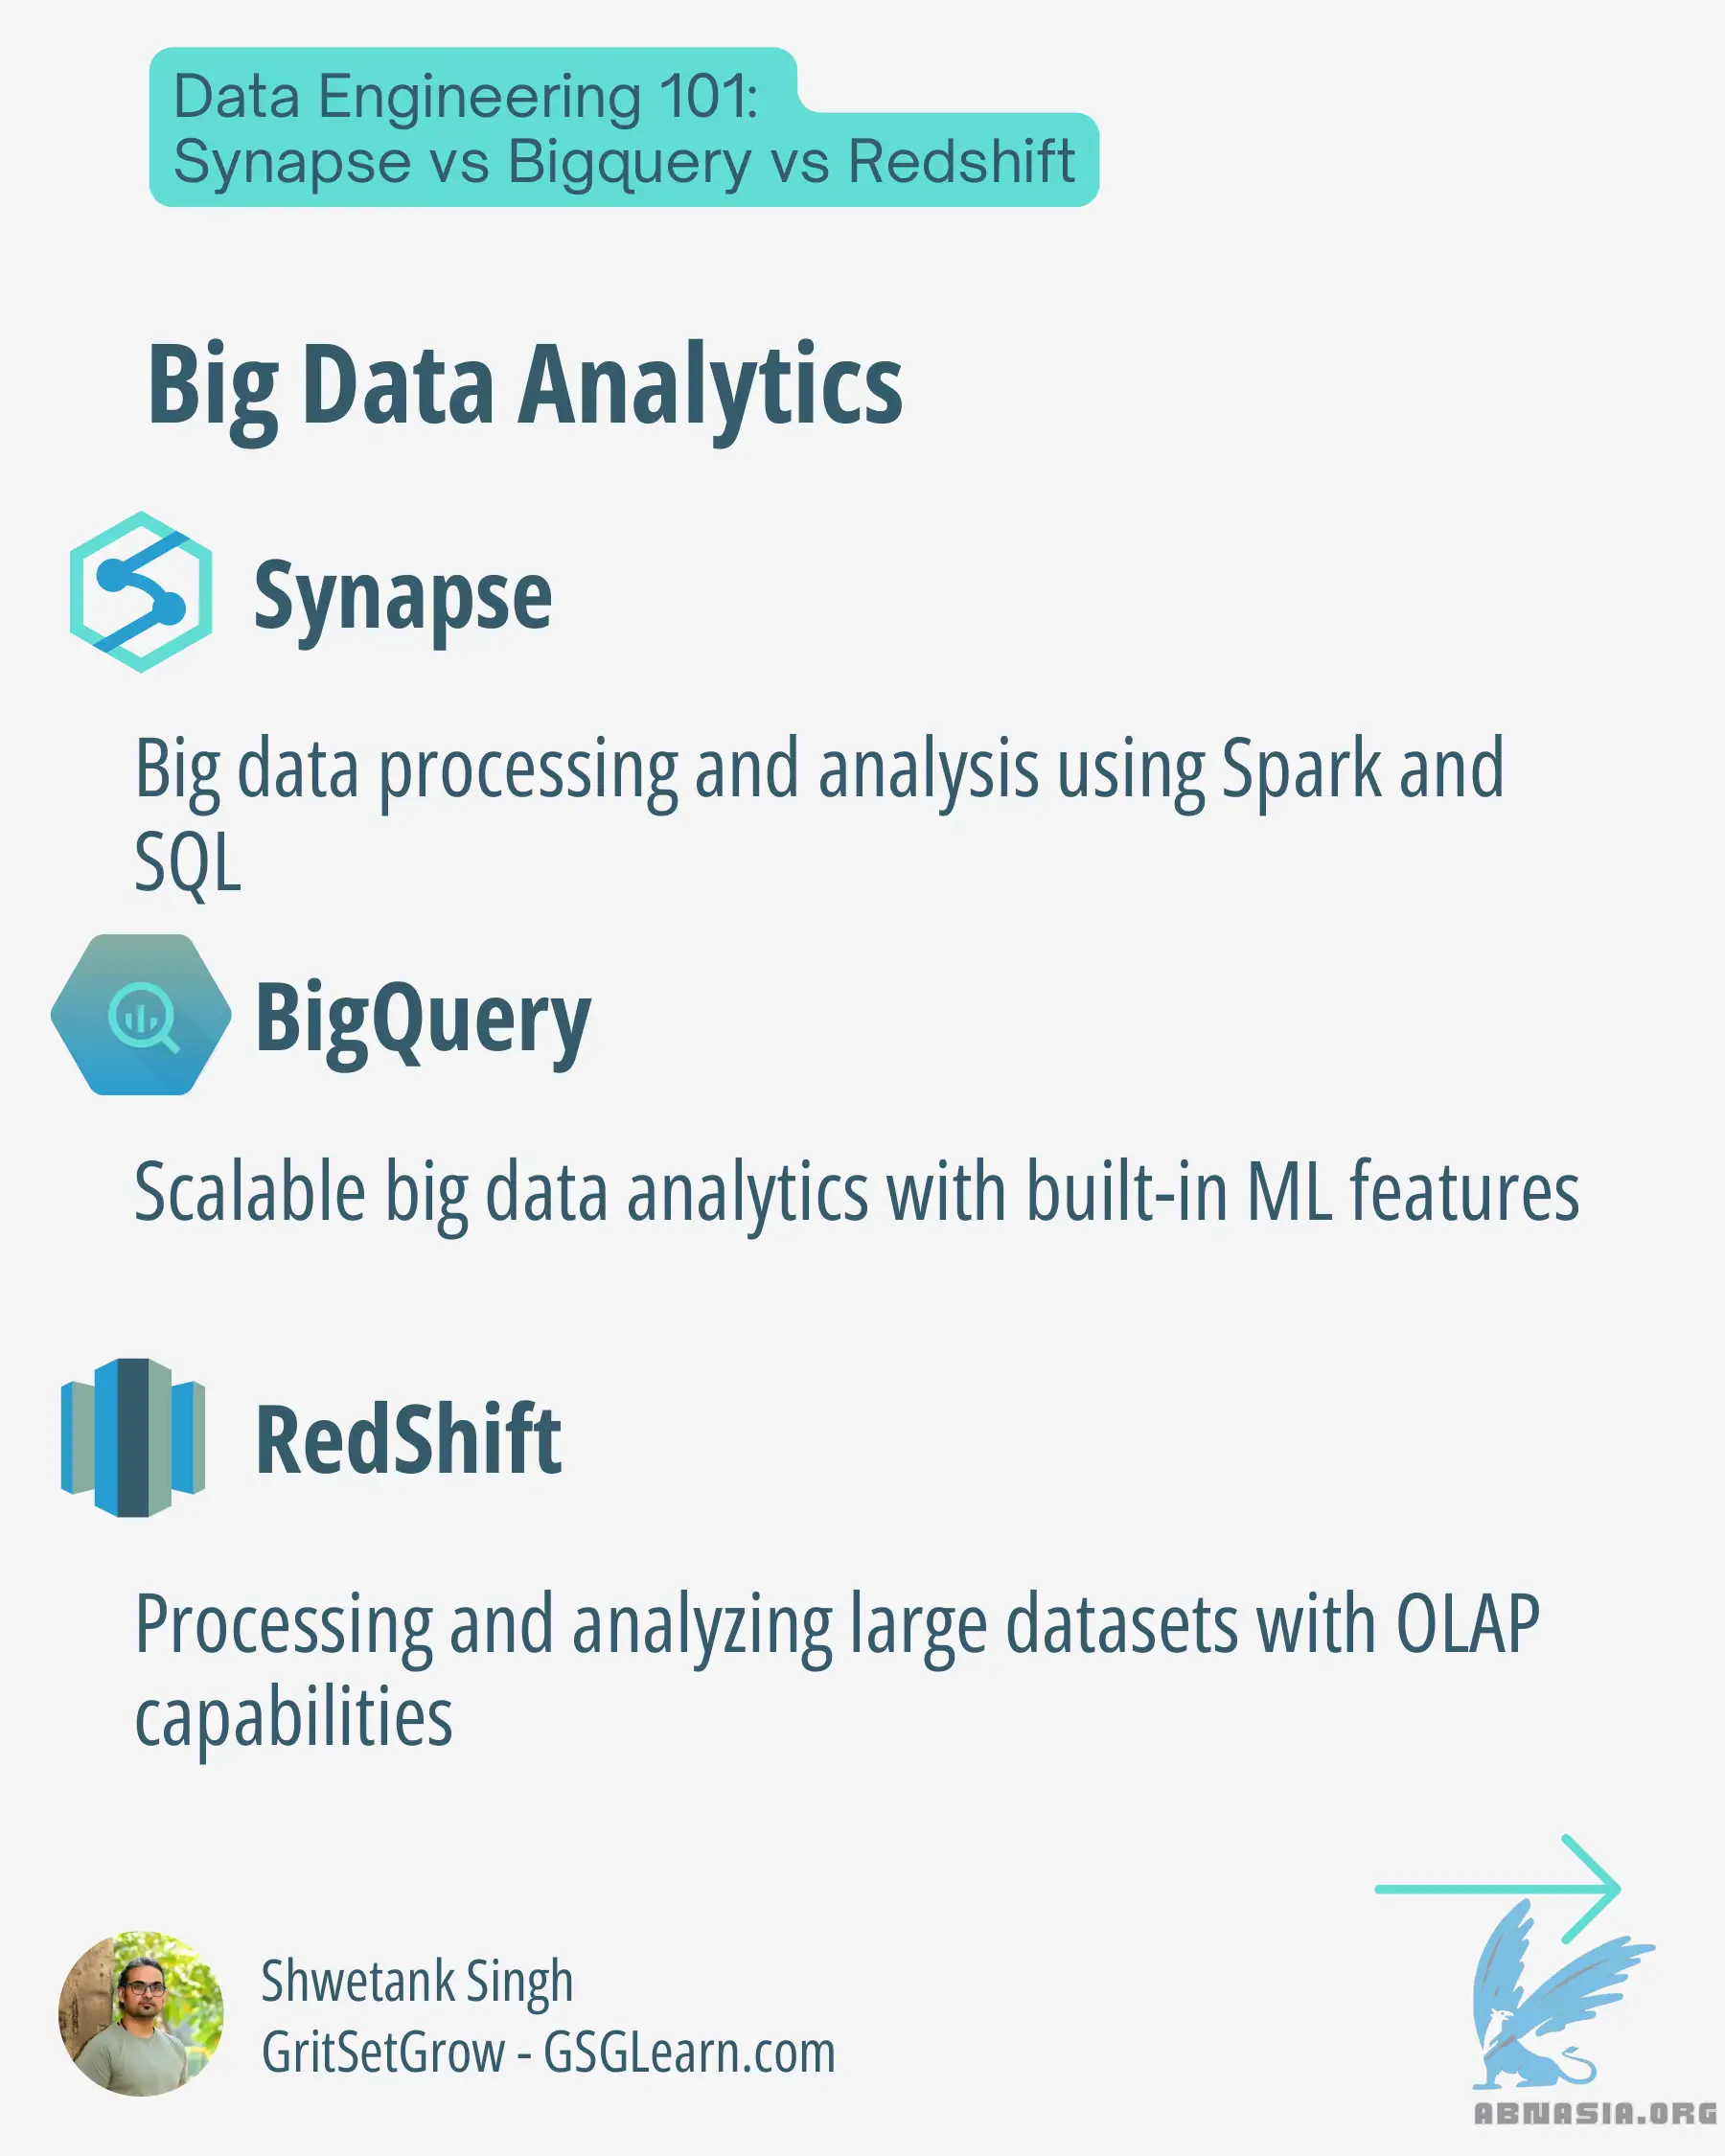 Data Engineering 101:
Synapse vs Bigquery vs Redshift
Big Data Analytics
Synapse
Big data processing and analysis using Spark and
SQL
BigQuery
Scalable big data analytics with built-in ML features
RedShift
Processing and analyzing large datasets with OLAP
capabilities
Shwetank Singh
GritSetGrow - GSGLearn.com
ABNASIA.ORG